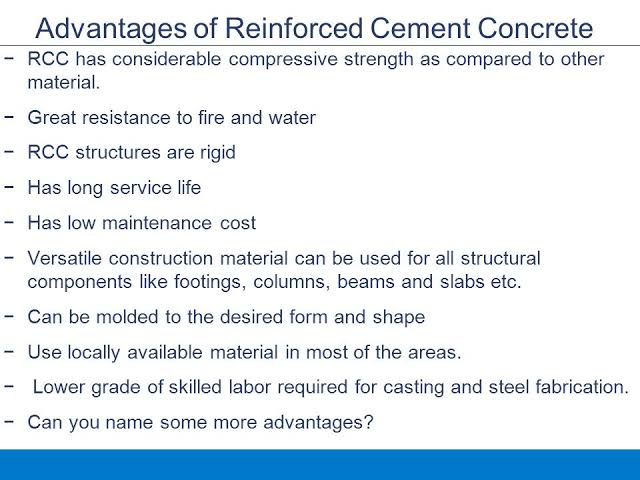 Advantages of Reinforced Cement Concrete
− RCC has considerable compressive strength as compared to other
material.
− Great resistance to fire and water
− RCC structures are rigid
− Has long service life
− Has low maintenance cost
− Versatile construction material can be used for all structural
components like footings, columns, beams and slabs etc.
− Can be molded to the desired form and shape
− Use locally available material in most of the areas.
− Lower grade of skilled labor required for casting and steel fabrication.
− Can you name some more advantages?